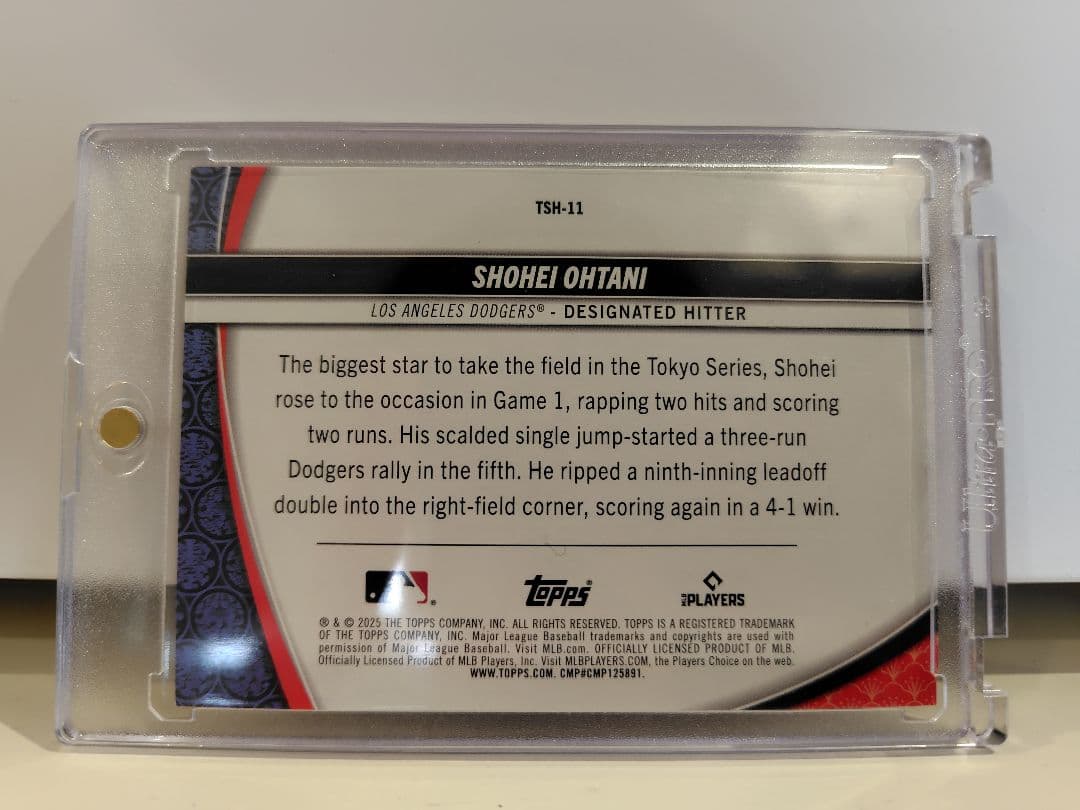 TSH-11
SHOHEI OHTANI
LOS ANGELES DODGERS® - DESIGNATED HITTER
The biggest star to take the field in the Tokyo Series, Shohei
rose to the occasion in Game 1, rapping two hits and scoring
two runs. His scalded single jump-started a three-run
Dodgers rally in the fifth. He ripped a ninth-inning leadoff
double into the right-field corner, scoring again in a 4-1 win.
topps®
MLB PLAYERS
® & © 2025 THE TOPPS COMPANY, INC. ALL RIGHTS RESERVED. TOPPS IS A REGISTERED TRADEMARK
OF THE TOPPS COMPANY, INC. Major League Baseball trademarks and copyrights are used with
permission of Major League Baseball. Visit MLB.com. OFFICIALLY LICENSED PRODUCT OF MLB.
Officially Licensed Product of MLB Players, Inc. Visit MLBPLAYERS.COM, the Players Choice on the web.
WWW.TOPPS.COM. CMP#CMP125891.
Ultra PRO®
35